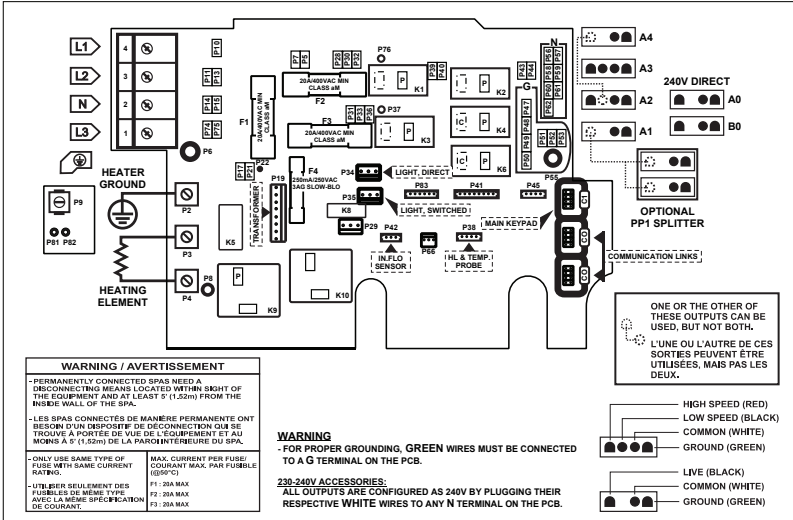 L1
L2
N
L3
4
3
2
1
P10
P11
P13
P14
P15
P74
P75
P6
P17
P21
P22
F1
20A/400VAC MIN
CLASS aM
P7
P5
P28
P30
P32
20A/400VAC MIN
CLASS aM
F2
P31
P33
P36
F3
20A/400VAC MIN
CLASS aM
F4
250mA/250VAC
3AG SLOW-BLO
P76
P
K1
P39
P40
P37
P
K3
K2
C
K4
C
K6
P43
P44
G
P47
P48
P49
P50
N
P56
P57
P58
P59
P60
P61
P62
P51
P52
P53
P55
A4
A3
A2
A1
240V DIRECT
A0
B0
OPTIONAL
PP1 SPLITTER
P9
P81 P82
HEATER
GROUND
P2
P3
P4
HEATING
ELEMENT
P8
K5
P19
TRANSFORMER
P34
LIGHT, DIRECT
P35
LIGHT, SWITCHED
K8
P29
P83
P41
P45
MAIN KEYPAD
C1
CO
CO
COMMUNICATION LINKS
P42
IN.FLO
SENSOR
P66
P38
HL & TEMP.
PROBE
P
K9
K10
ONE OR THE OTHER OF
THESE OUTPUTS CAN BE
USED, BUT NOT BOTH.
L'UNE OU L'AUTRE DE CES
SORTIES PEUVENT ÊTRE
UTILISÉES, MAIS PAS LES
DEUX.
WARNING / AVERTISSEMENT
- PERMANENTLY CONNECTED SPAS NEED A
DISCONNECTING MEANS LOCATED WITHIN SIGHT OF
THE EQUIPMENT AND AT LEAST 5' (1,52m) FROM THE
INSIDE WALL OF THE SPA.
- LES SPAS CONNECTÉS DE MANIÈRE PERMANENTE ONT
BESOIN D'UN DISPOSITIF DE DÉCONNECTION QUI SE
TROUVE À PORTÉE DE VUE DE L'ÉQUIPEMENT ET AU
MOINS À 5' (1,52m) DE LA PAROI INTÉRIEURE DU SPA.
- ONLY USE SAME TYPE OF
FUSE WITH SAME CURRENT
RATING.
- UTILISER SEULEMENT DES
FUSIBLES DE MÊME TYPE
AVEC LA MÊME SPÉCIFICATION
DE COURANT.
MAX. CURRENT PER FUSE/
COURANT MAX. PAR FUSIBLE
(@50°C)
F1 : 20A MAX
F2 : 20A MAX
F3 : 20A MAX
WARNING
- FOR PROPER GROUNDING, GREEN WIRES MUST BE CONNECTED
TO A G TERMINAL ON THE PCB.
230-240V ACCESSORIES:
ALL OUTPUTS ARE CONFIGURED AS 240V BY PLUGGING THEIR
RESPECTIVE WHITE WIRES TO ANY N TERMINAL ON THE PCB.
HIGH SPEED (RED)
LOW SPEED (BLACK)
COMMON (WHITE)
GROUND (GREEN)
LIVE (BLACK)
COMMON (WHITE)
GROUND (GREEN)